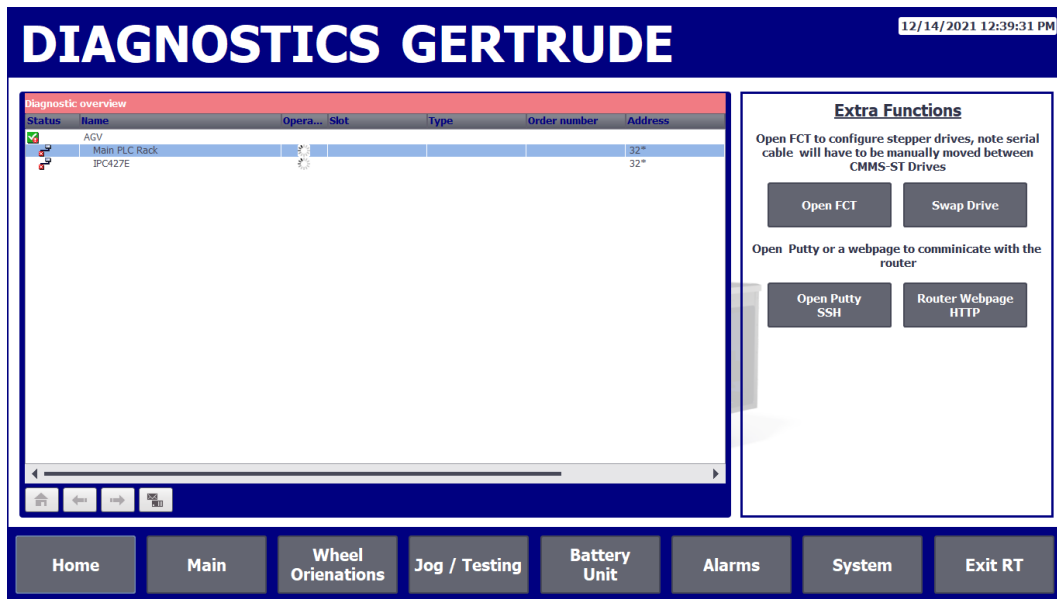 DIAGNOSTICS GERTRUDE
12/14/2021 12:39:31 PM
Diagnostic overview
Status Name Opera... Slot Type Order number Address
AGV
Main PLC Rack 32*
IPC427E 32*
Extra Functions
Open FCT to configure stepper drives, note serial
cable will have to be manually moved between
CMMS-ST Drives
Open FCT Swap Drive
Open Putty or a webpage to comminicate with the
router
Open Putty
SSH
Router Webpage
HTTP
Home
Main
Wheel
Orienations
Jog / Testing
Battery
Unit
Alarms
System
Exit RT